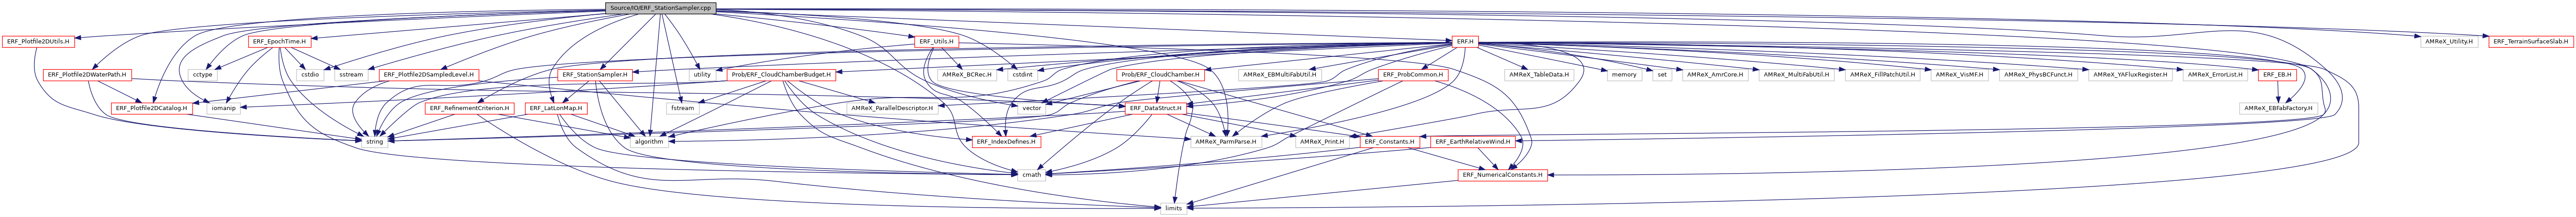 Source/IO/ERF_StationSampler.cpp
ERF_Plotfile2DUtils.H
ERF_EpochTime.H
ERF_Utils.H
ERF.H
AMReX_Utility.H
ERF_TerrainSurfaceSlab.H
ERF_Plotfile2DWaterPath.H
cctype
cstdio
sstream
ERF_Plotfile2DSampledLevel.H
ERF_StationSampler.H
utility
Prob/ERF_CloudChamberBudget.H
AMReX_BCRec.H
cstdint
Prob/ERF_CloudChamber.H
AMReX_EBMultiFabUtil.H
ERF_ProbCommon.H
AMReX_TableData.H
memory
set
AMReX_AmrCore.H
AMReX_MultiFabUtil.H
AMReX_FillPatchUtil.H
AMReX_VisMF.H
AMReX_PhysBCFunct.H
AMReX_YAFluxRegister.H
AMReX_ErrorList.H
ERF_EB.H
ERF_Plotfile2DCatalog.H
iomanip
ERF_RefinementCriterion.H
ERF_LatLonMap.H
fstream
AMReX_ParallelDescriptor.H
vector
ERF_DataStruct.H
AMReX_EBFabFactory.H
string
algorithm
ERF_IndexDefines.H
AMReX_ParmParse.H
AMReX_Print.H
ERF_Constants.H
ERF_EarthRelativeWind.H
cmath
ERF_NumericalConstants.H
limits